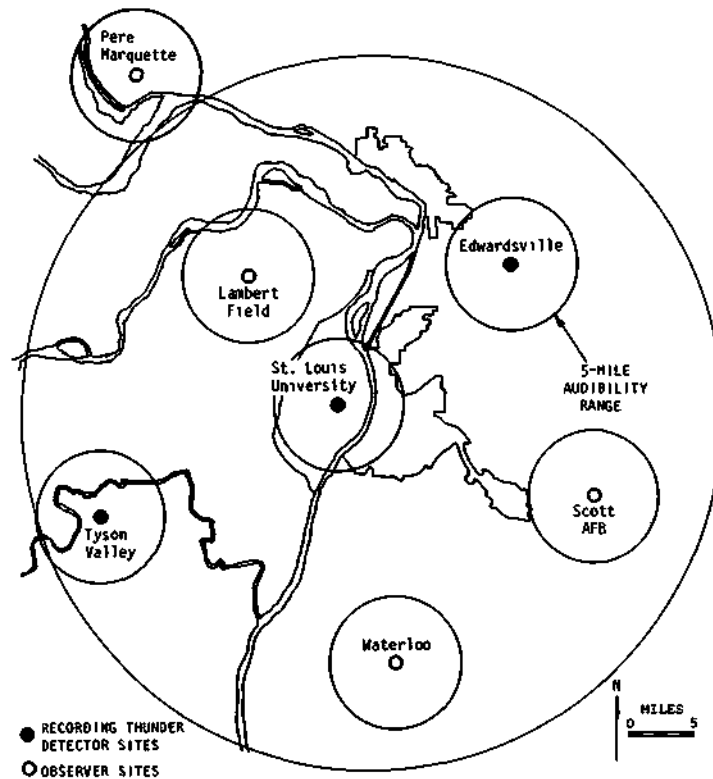 Pere
Marquette
Edwardsville
Lambert
Field
St. Louis
University
5-MILE
AUDIBILITY
RANGE
Scott
AFB
Tyson
Valley
Waterloo
N
MILES
0 5
RECORDING THUNDER
DETECTOR SITES
OBSERVER SITES